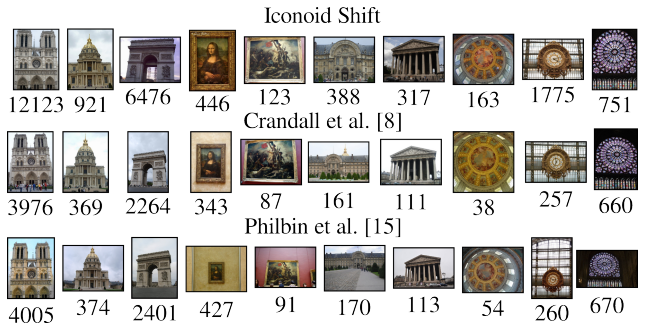 Iconoid Shift
12123 921 6476 446 123 388 317 163 1775 751
Crandall et al. [8]
3976 369 2264 343 87 161 111 38 257 660
Philbin et al. [15]
4005 374 2401 427 91 170 113 54 260 670